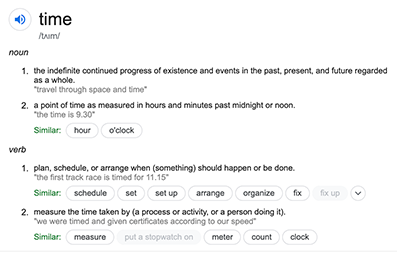 time
/tʌɪm/
noun
1. the indefinite continued progress of existence and events in the past, present, and future regarded
as a whole.
"travel through space and time"
2. a point of time as measured in hours and minutes past midnight or noon.
"the time is 9.30"
Similar: hour o'clock
verb
1. plan, schedule, or arrange when (something) should happen or be done.
"the first track race is timed for 11.15"
Similar: schedule set set up arrange organize fix fix up
2. measure the time taken by (a process or activity, or a person doing it).
"we were timed and given certificates according to our speed"
Similar: measure put a stopwatch on meter count clock